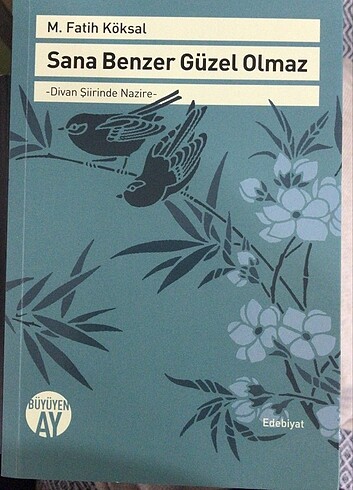 M. Fatih Köksal
Sana Benzer Güzel Olmaz
-Divan Şiirinde Nazire-
BÜYÜYEN
AY
Edebiyat